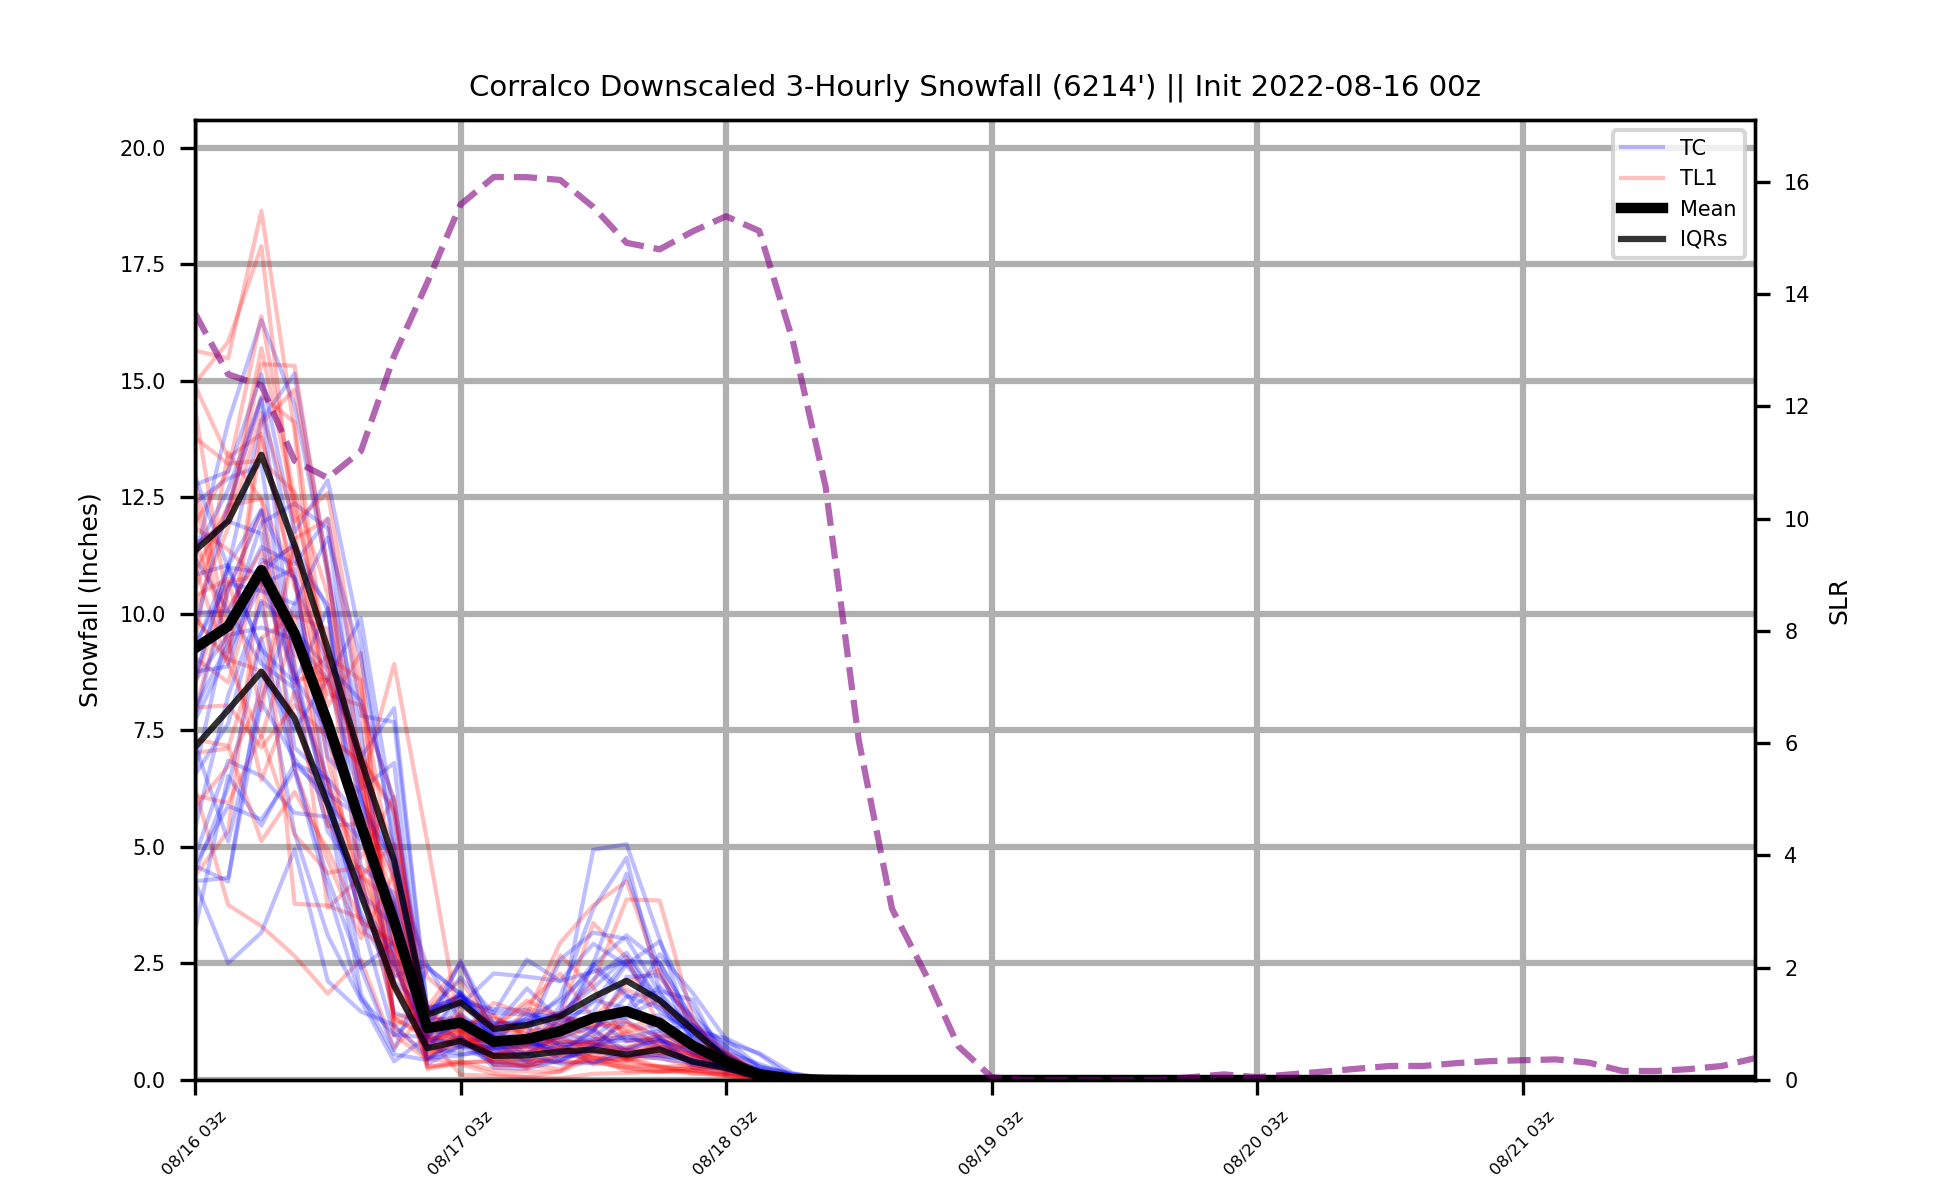 Corralco Downscaled 3-Hourly Snowfall (6214') || Init 2022-08-16 00z
TC
TL1
Mean
IQRs
Snowfall (Inches)
20.0
17.5
15.0
12.5
10.0
7.5
5.0
2.5
0.0
16
14
12
10
8
6
4
2
0
SLR
08/16 03z
08/17 03z
08/18 03z
08/19 03z
08/20 03z
08/21 03z